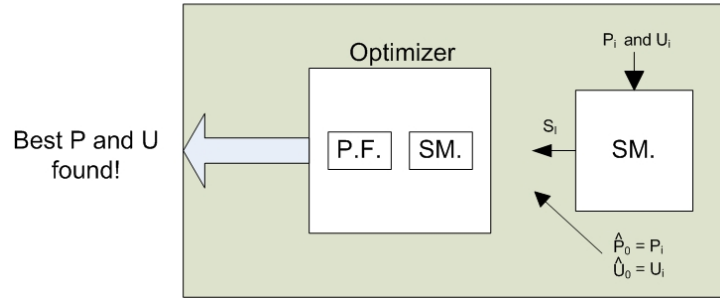 Optimizer
P.F.
SM.
Best P and U
found!
Pᵢ and Uᵢ
SM.
Sᵢ
P̂₀ = Pᵢ
Û₀ = Uᵢ